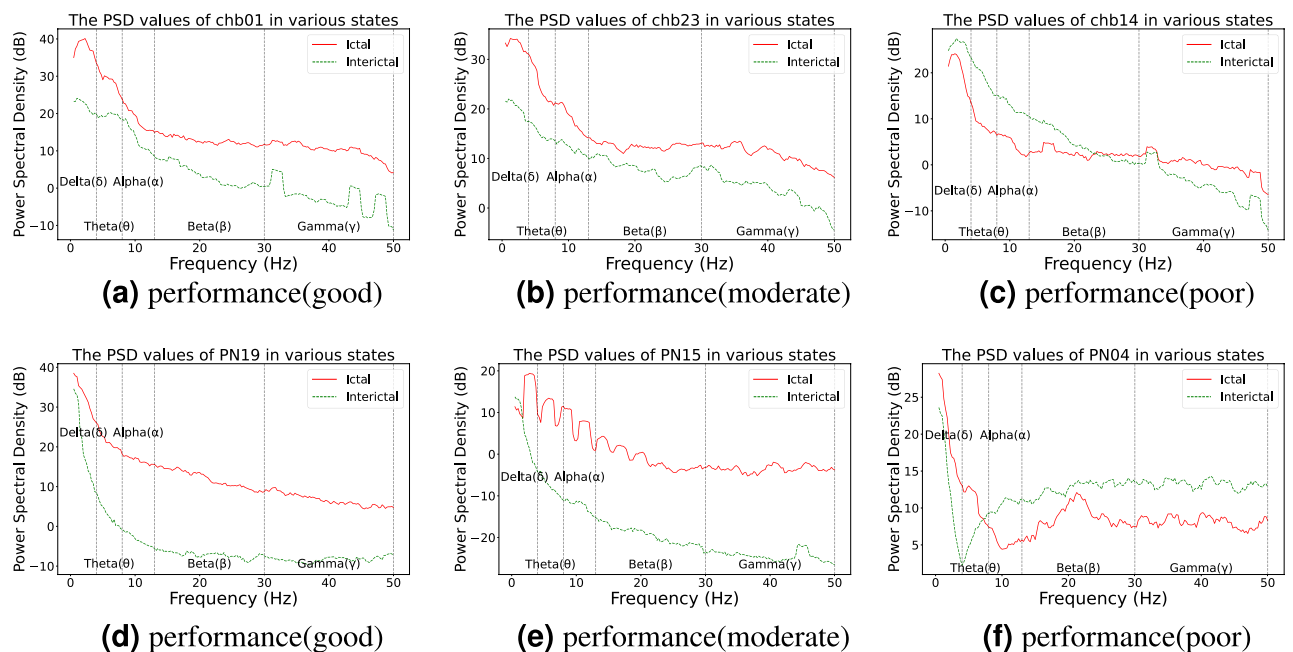 The PSD values of chb01 in various states
Power Spectral Density (dB)
40
30
20
10
0
−10
Ictal
Interictal
Delta(δ) Alpha(α)
Theta(θ) Beta(β) Gamma(γ)
0 10 20 30 40 50
Frequency (Hz)
(a) performance(good)
The PSD values of chb23 in various states
Power Spectral Density (dB)
30
20
10
0
Ictal
Interictal
Delta(δ) Alpha(α)
Theta(θ) Beta(β) Gamma(γ)
0 10 20 30 40 50
Frequency (Hz)
(b) performance(moderate)
The PSD values of chb14 in various states
Power Spectral Density (dB)
20
10
0
−10
Ictal
Interictal
Delta(δ) Alpha(α)
Theta(θ) Beta(β) Gamma(γ)
0 10 20 30 40 50
Frequency (Hz)
(c) performance(poor)
The PSD values of PN19 in various states
Power Spectral Density (dB)
40
30
20
10
0
−10
Ictal
Interictal
Delta(δ) Alpha(α)
Theta(θ) Beta(β) Gamma(γ)
0 10 20 30 40 50
Frequency (Hz)
(d) performance(good)
The PSD values of PN15 in various states
Power Spectral Density (dB)
20
10
0
−10
−20
Ictal
Interictal
Delta(δ) Alpha(α)
Theta(θ) Beta(β) Gamma(γ)
0 10 20 30 40 50
Frequency (Hz)
(e) performance(moderate)
The PSD values of PN04 in various states
Power Spectral Density (dB)
25
20
15
10
5
Ictal
Interictal
Delta(δ) Alpha(α)
Theta(θ) Beta(β) Gamma(γ)
0 10 20 30 40 50
Frequency (Hz)
(f) performance(poor)